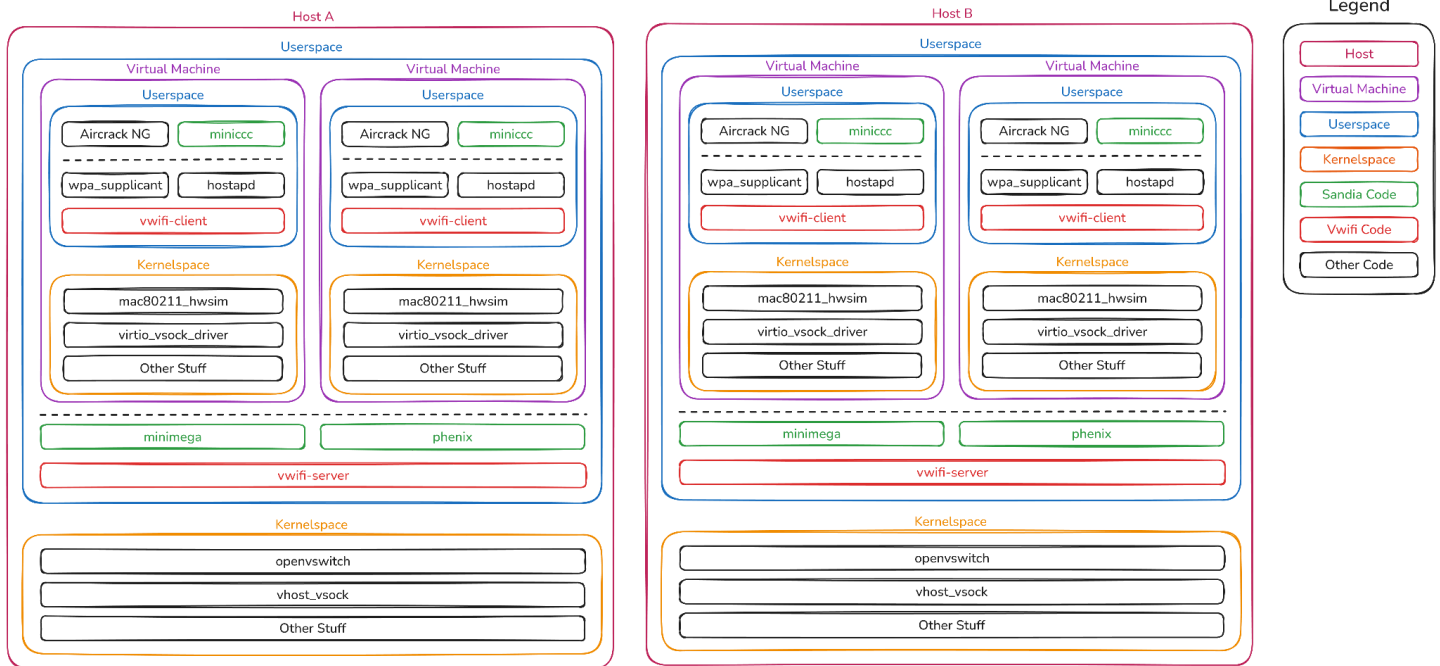 Host A
Userspace
Virtual Machine
Userspace
Aircrack NG
miniccc
wpa_supplicant
hostapd
vwifi-client
Kernelspace
mac80211_hwsim
virtio_vsock_driver
Other Stuff
Virtual Machine
Userspace
Aircrack NG
miniccc
wpa_supplicant
hostapd
vwifi-client
Kernelspace
mac80211_hwsim
virtio_vsock_driver
Other Stuff
minimega
phenix
vwifi-server
Kernelspace
openvswitch
vhost_vsock
Other Stuff
Host B
Userspace
Virtual Machine
Userspace
Aircrack NG
miniccc
wpa_supplicant
hostapd
vwifi-client
Kernelspace
mac80211_hwsim
virtio_vsock_driver
Other Stuff
Virtual Machine
Userspace
Aircrack NG
miniccc
wpa_supplicant
hostapd
vwifi-client
Kernelspace
mac80211_hwsim
virtio_vsock_driver
Other Stuff
minimega
phenix
vwifi-server
Kernelspace
openvswitch
vhost_vsock
Other Stuff
Legend
Host
Virtual Machine
Userspace
Kernelspace
Sandia Code
Vwifi Code
Other Code